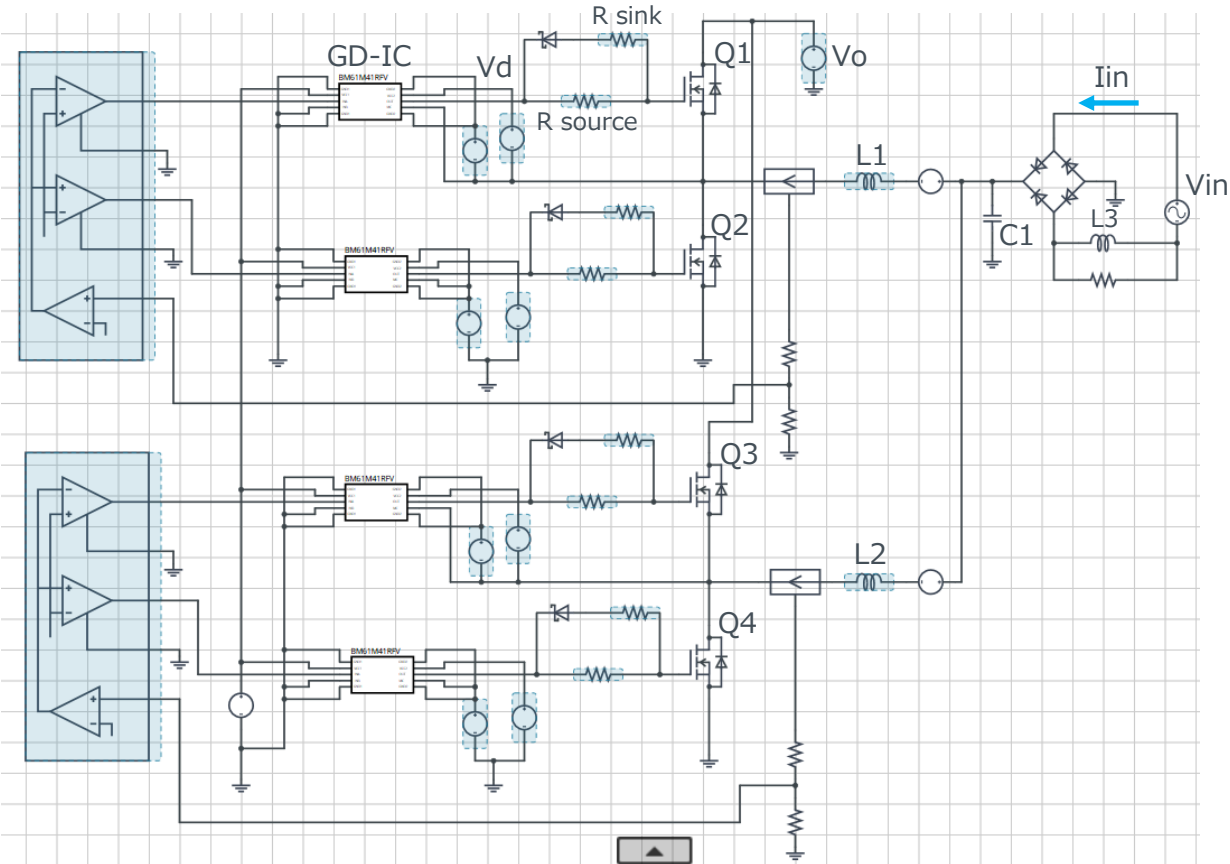 R sink
GD-IC
Vd
Q1
Vo
BM61M41RFV
Iin
R source
L1
Vin
Q2
L3
C1
BM61M41RFV
Q3
BM61M41RFV
L2
Q4
BM61M41RFV